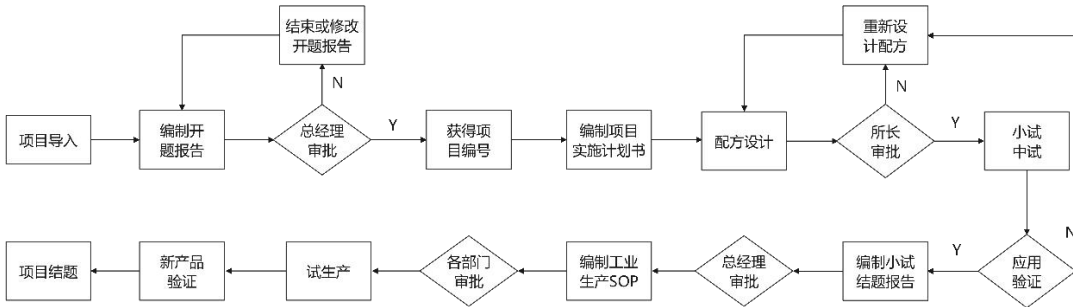 结束或修改
开题报告
重新设
计配方
N
N
项目导入
编制开
题报告
总经理
审批
Y
获得项
目编号
编制项目
实施计划书
配方设计
所长
审批
Y
小试
中试
项目结题
新产品
验证
试生产
各部门
审批
编制工业
生产SOP
总经理
审批
编制小试
结题报告
Y
应用
验证
N